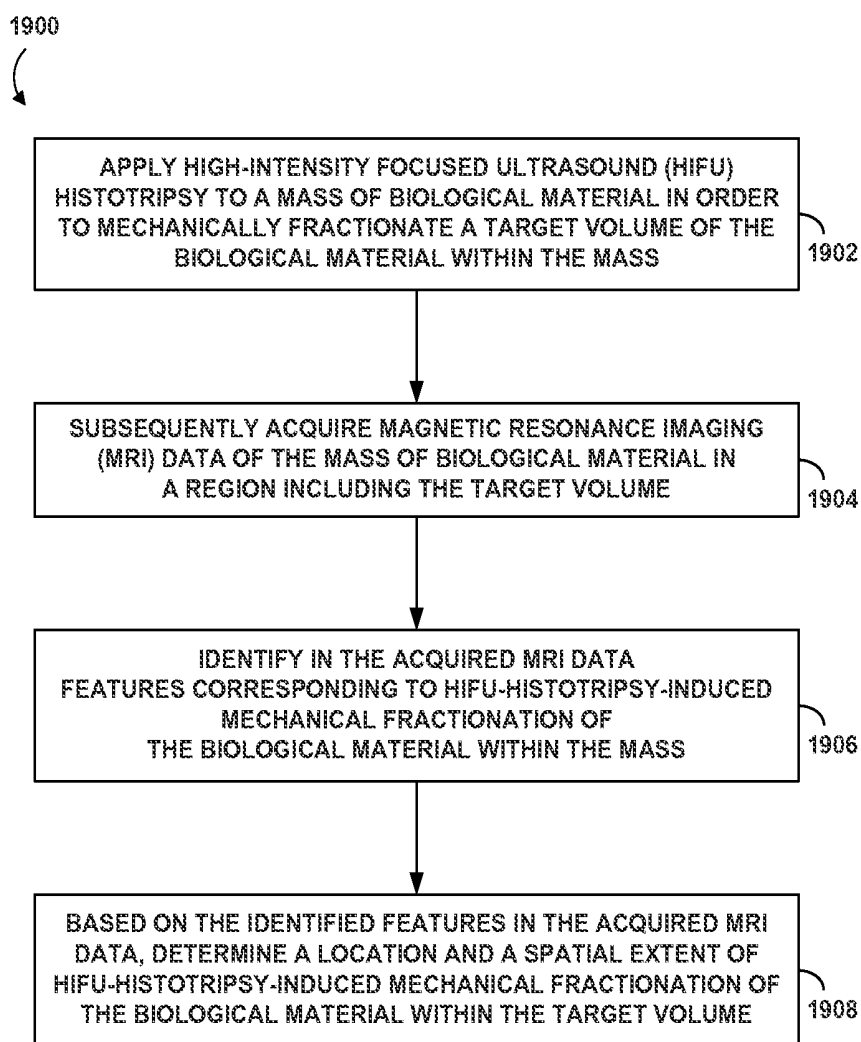 1900
APPLY HIGH-INTENSITY FOCUSED ULTRASOUND (HIFU)
HISTOTRIPSY TO A MASS OF BIOLOGICAL MATERIAL IN ORDER
TO MECHANICALLY FRACTIONATE A TARGET VOLUME OF THE
BIOLOGICAL MATERIAL WITHIN THE MASS
1902
SUBSEQUENTLY ACQUIRE MAGNETIC RESONANCE IMAGING
(MRI) DATA OF THE MASS OF BIOLOGICAL MATERIAL IN
A REGION INCLUDING THE TARGET VOLUME
1904
IDENTIFY IN THE ACQUIRED MRI DATA
FEATURES CORRESPONDING TO HIFU-HISTOTRIPSY-INDUCED
MECHANICAL FRACTIONATION OF
THE BIOLOGICAL MATERIAL WITHIN THE MASS
1906
BASED ON THE IDENTIFIED FEATURES IN THE ACQUIRED MRI
DATA, DETERMINE A LOCATION AND A SPATIAL EXTENT OF
HIFU-HISTOTRIPSY-INDUCED MECHANICAL FRACTIONATION OF
THE BIOLOGICAL MATERIAL WITHIN THE TARGET VOLUME
1908